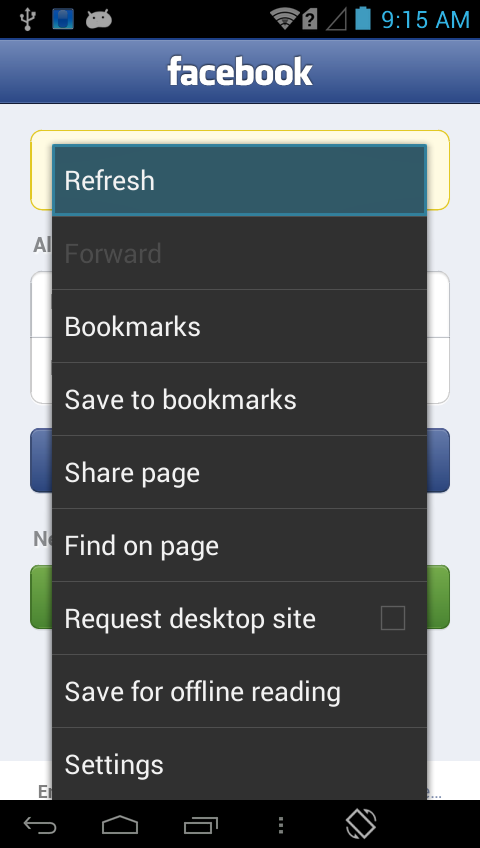 9:15 AM
facebook
Refresh
Al
Forward
Bookmarks
Save to bookmarks
Share page
Find on page
Request desktop site
Save for offline reading
Settings